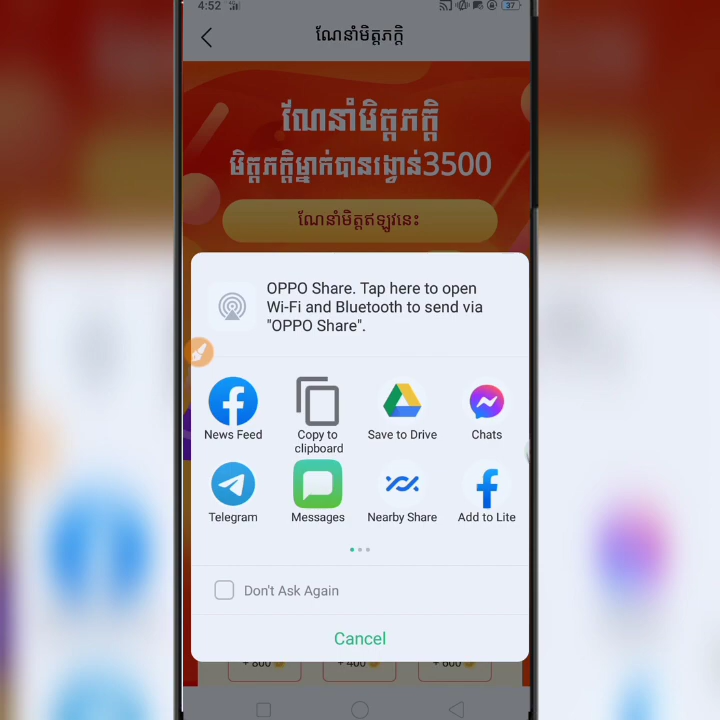 4:52
37
ណែនាំមិត្តភក្តិ
ណែនាំមិត្តភក្តិ
មិត្តភក្តិម្នាក់បានរង្វាន់3500
ណែនាំមិត្តឥឡូវនេះ
OPPO Share. Tap here to open
Wi-Fi and Bluetooth to send via
"OPPO Share".
News Feed
Copy to
clipboard
Save to Drive
Chats
Telegram
Messages
Nearby Share
Add to Lite
Don't Ask Again
Cancel
+ 800
+ 400
+ 600